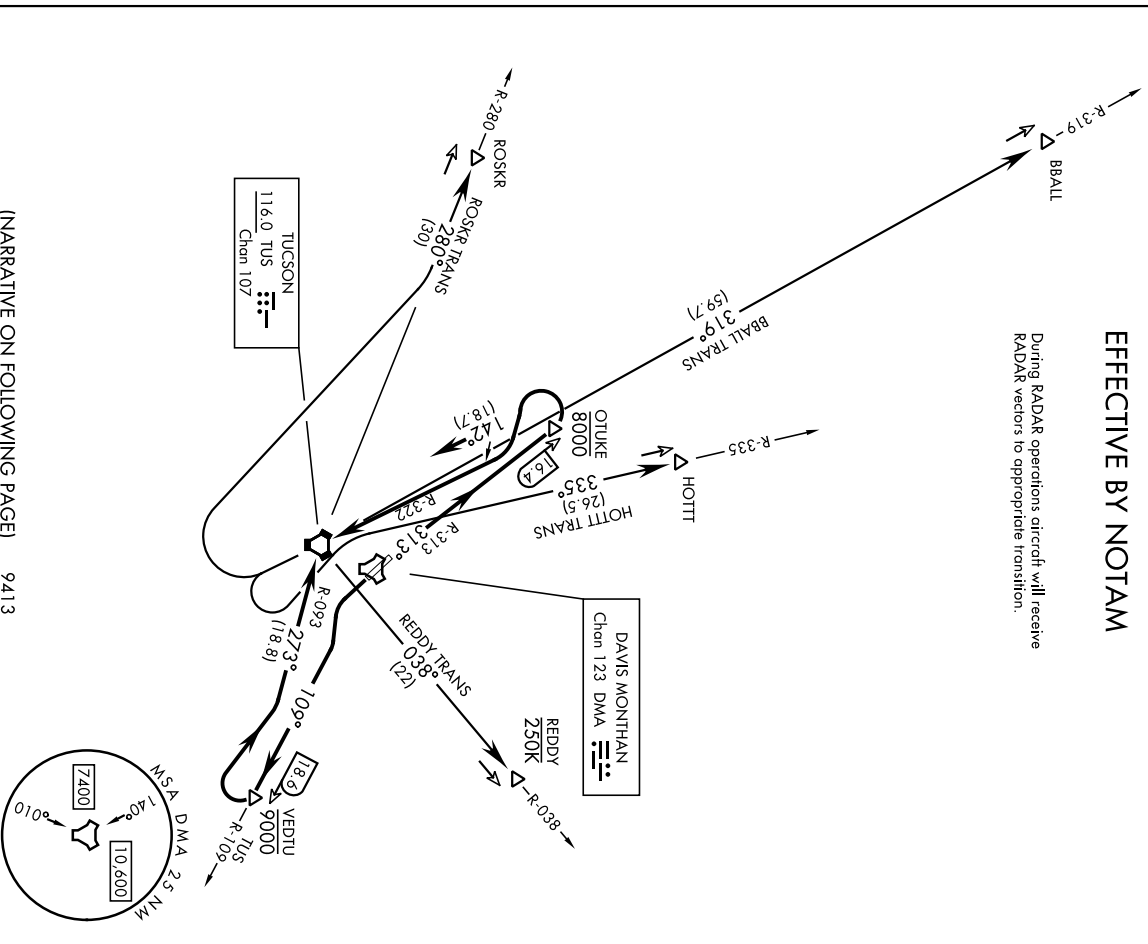 EFFECTIVE BY NOTAM
During RADAR operations aircraft will receive
RADAR vectors to appropriate transition.
R-319
BBALL
BBALL TRANS
319°
(59.7)
R-280
ROSKR
ROSKR TRANS
280°
(30)
TUCSON
116.0 TUS
Chan 107
R-335
HOTTT
HOTTT TRANS
335°
(26.5)
OTUKE
8000
16.4
142°
(18.7)
R-322
R-313
313°
DAVIS MONTHAN
Chan 123 DMA
REDDY TRANS
038°
(22)
REDDY
250K
R-038
R-093
273°
(18.8)
109°
18.6
VEDTU
9000
TUS
R-109
MSA DMA 25 NM
140°
010°
7400
10,600
(NARRATIVE ON FOLLOWING PAGE) 9413